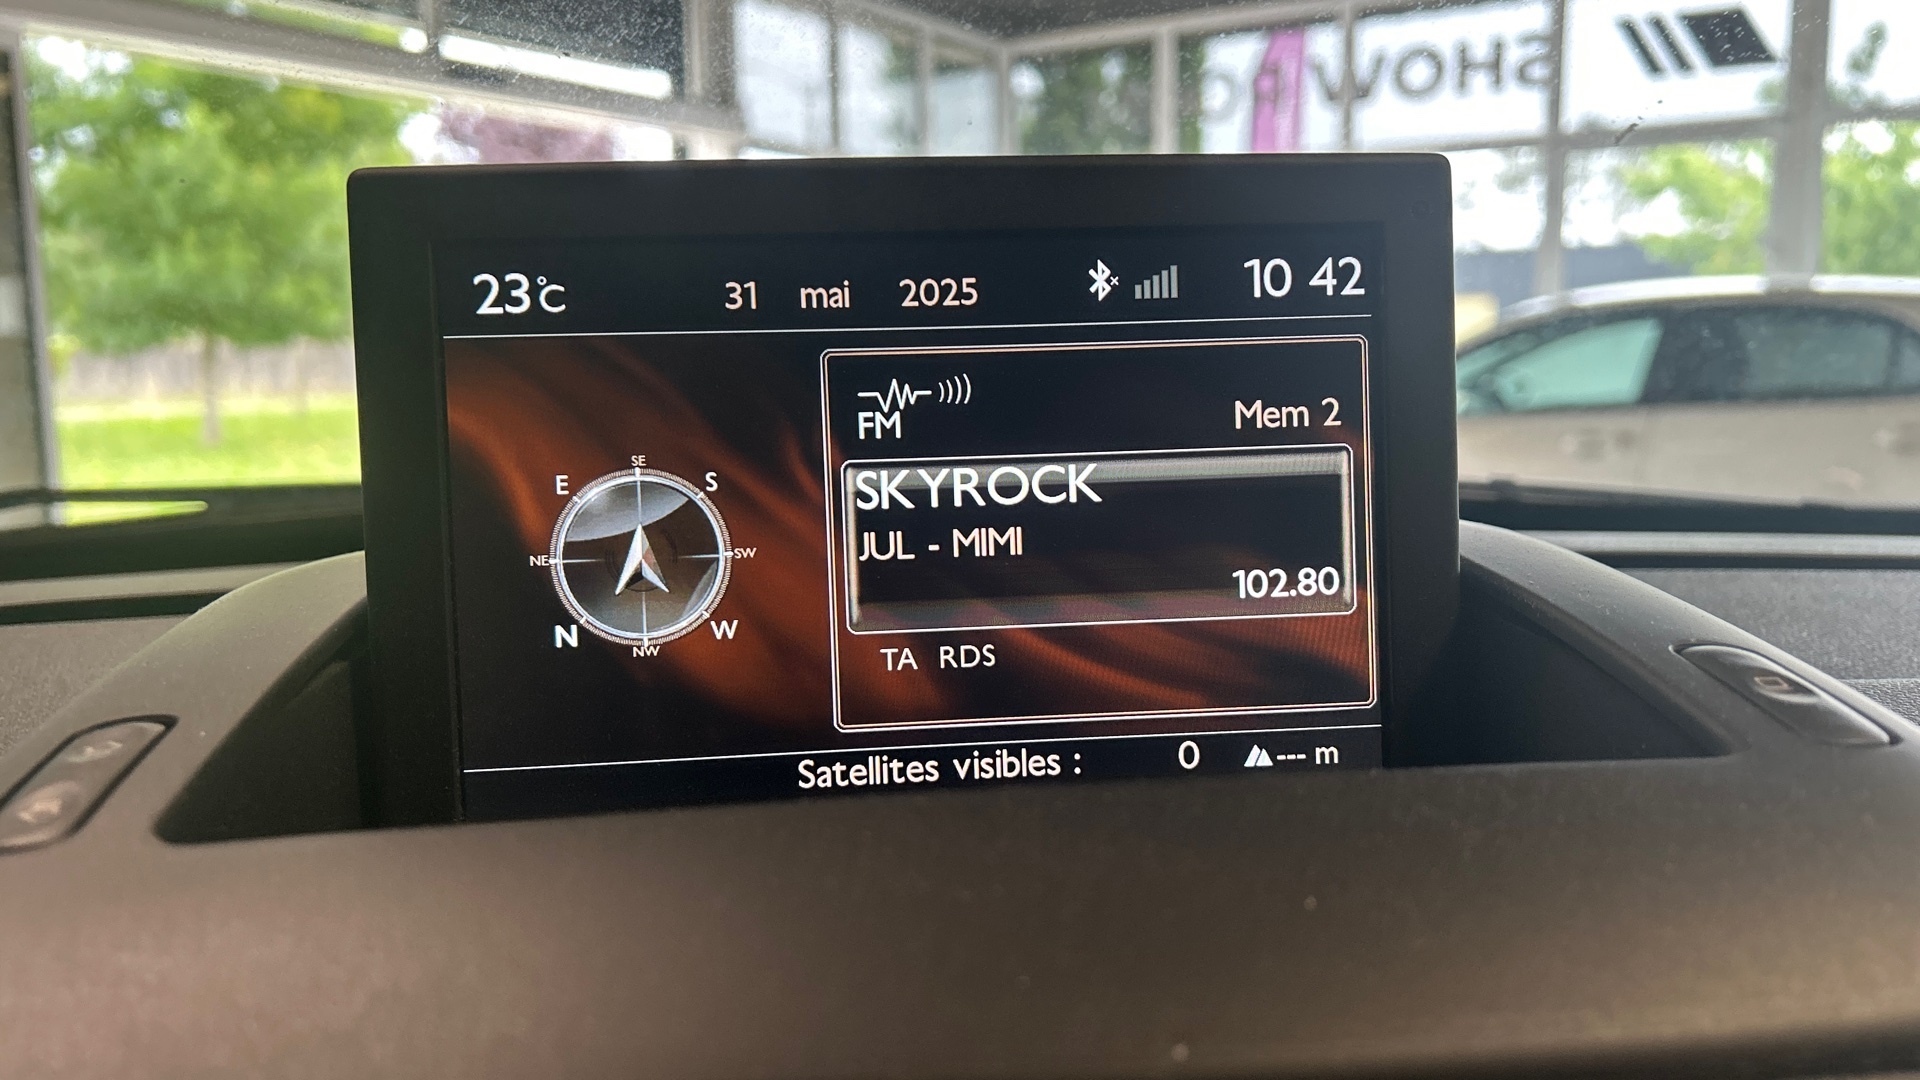 SHOW
23°C 31 mai 2025 10 42
FM
Mem 2
SKYROCK
JUL - MIMI
102.80
TA RDS
SE
E S
NE SW
N W
NW
Satellites visibles : 0 --- m